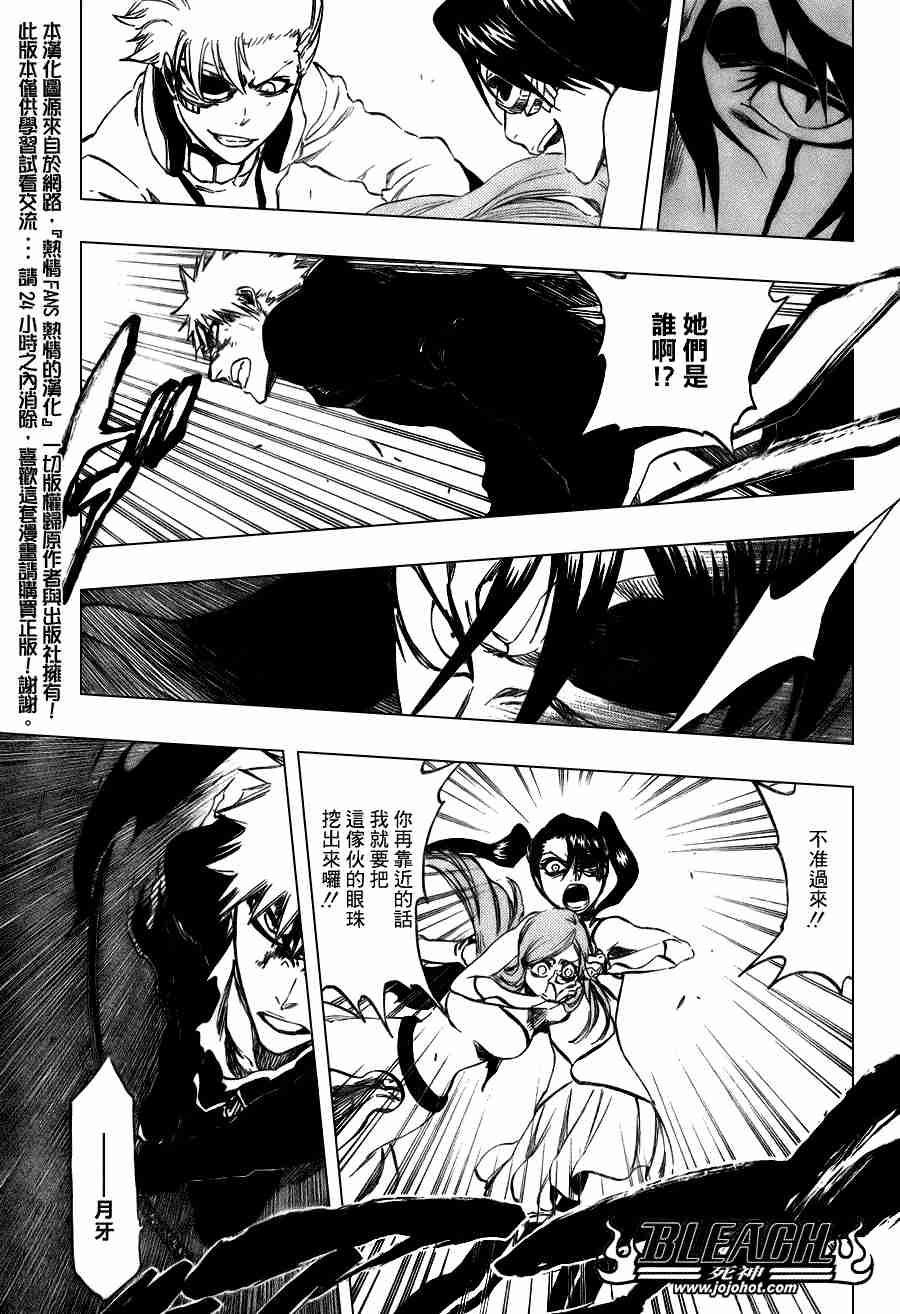 本漢化圖源來自於網路，『熱情FANS 熱情的漢化』一切版權歸原作者與出版社擁有！
此版本僅供學習試看交流… 請 24 小時之內消除，喜歡這套漫畫請購買正版！謝謝。
她們是
誰啊!?
不准過來!!
你再靠近的話
我就要把
這傢伙的眼珠
挖出來囉!!
——月牙
BLEACH
死神
www.jojohot.com